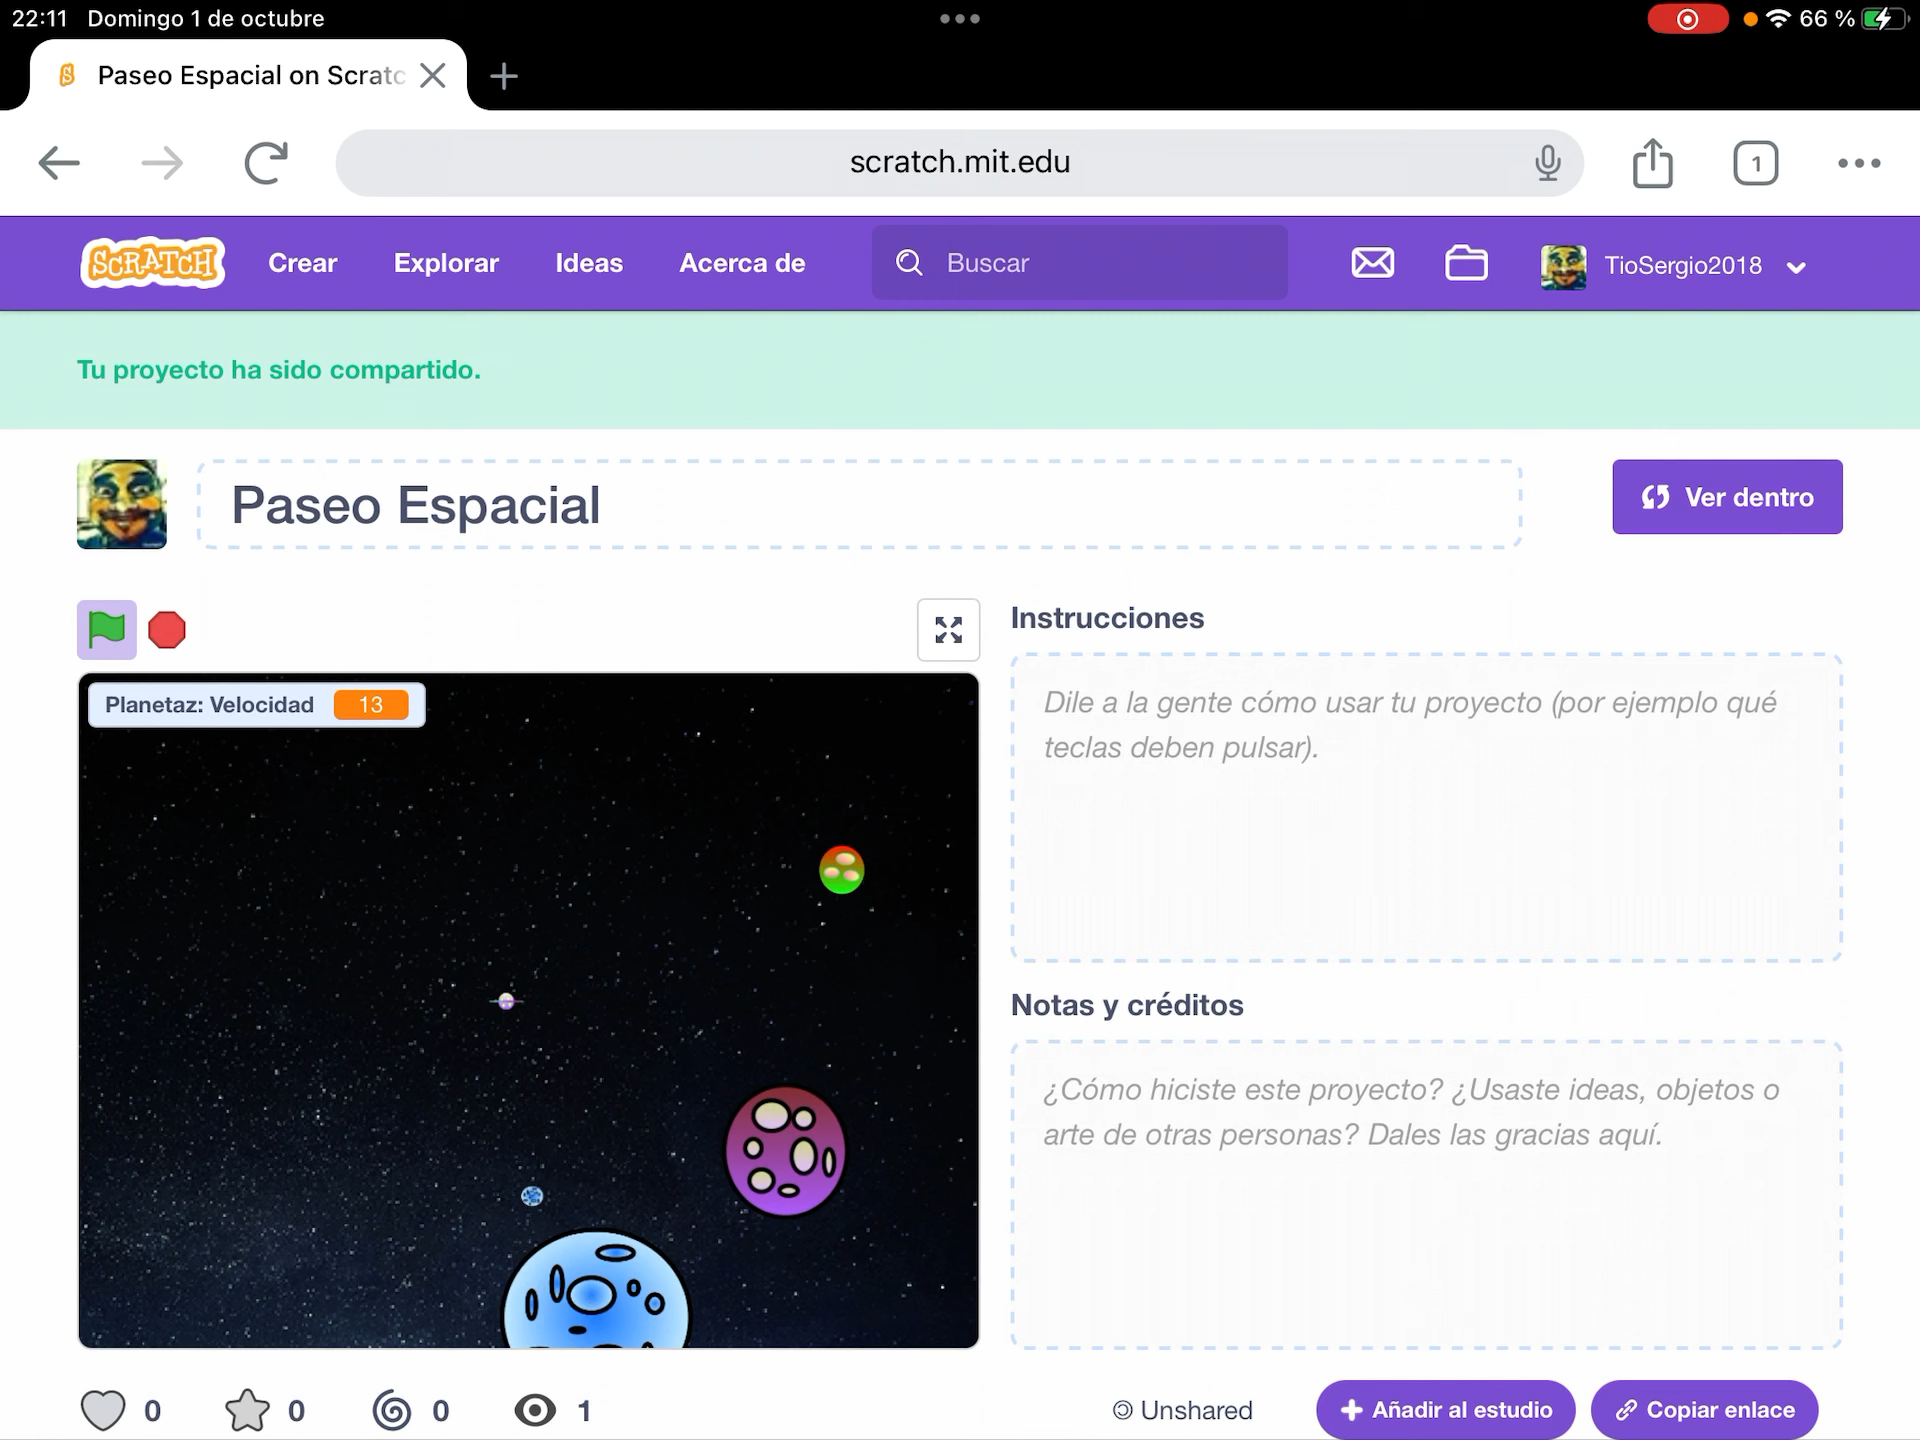 22:11 Domingo 1 de octubre
66 %
Paseo Espacial on Scratc
scratch.mit.edu
1
SCRATCH
Crear
Explorar
Ideas
Acerca de
Buscar
TioSergio2018
Tu proyecto ha sido compartido.
Paseo Espacial
Ver dentro
Planetaz: Velocidad 13
Instrucciones
Dile a la gente cómo usar tu proyecto (por ejemplo qué
teclas deben pulsar).
Notas y créditos
¿Cómo hiciste este proyecto? ¿Usaste ideas, objetos o
arte de otras personas? Dales las gracias aquí.
0
0
0
1
Unshared
Añadir al estudio
Copiar enlace